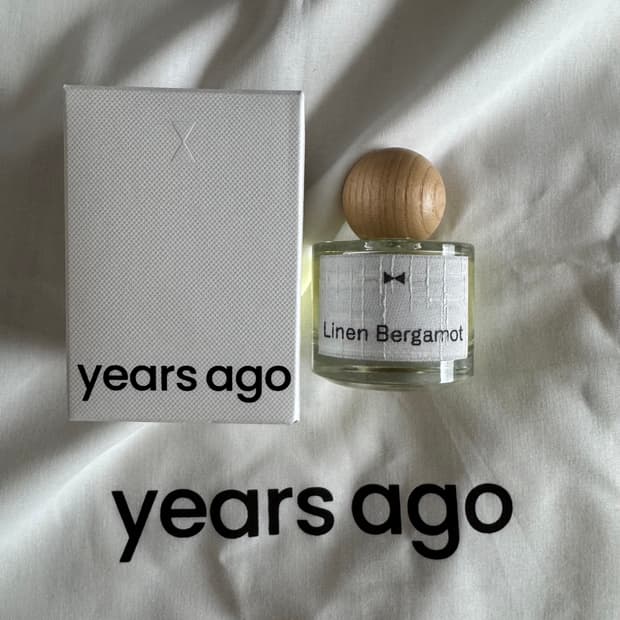 X
years ago
Linen Bergamot
years ago